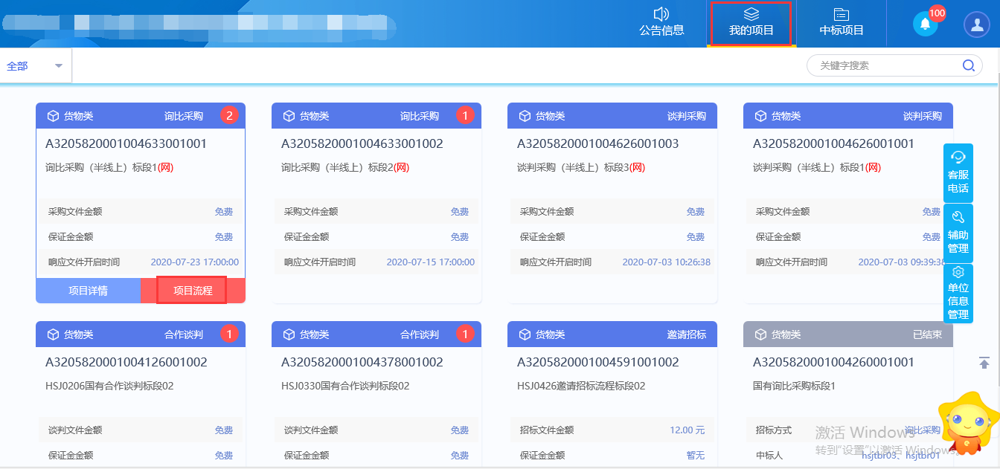 公告信息
我的项目
中标项目
100
全部
关键字搜索
货物类 询比采购 2
A3205820001004633001001
询比采购（半线上）标段1(网)
采购文件金额 免费
保证金金额 免费
响应文件开启时间 2020-07-23 17:00:00
项目详情 项目流程
货物类 询比采购 1
A3205820001004633001002
询比采购（半线上）标段2(网)
采购文件金额 免费
保证金金额 免费
响应文件开启时间 2020-07-15 17:00:00
货物类 谈判采购
A3205820001004626001003
谈判采购（半线上）标段3(网)
采购文件金额 免费
保证金金额 免费
响应文件开启时间 2020-07-03 10:26:38
货物类 谈判采购
A3205820001004626001001
谈判采购（半线上）标段1(网)
采购文件金额 免费
保证金金额 免费
响应文件开启时间 2020-07-03 09:39:38
客服
电话
辅助
管理
单位
信息
管理
货物类 合作谈判 1
A3205820001004126001002
HSJ0206国有合作谈判标段02
谈判文件金额 免费
保证金金额 免费
货物类 合作谈判 1
A3205820001004378001002
HSJ0330国有合作谈判标段02
谈判文件金额 免费
保证金金额 免费
货物类 邀请招标
A3205820001004591001002
HSJ0426邀请招标流程标段02
招标文件金额 12.00 元
保证金金额 暂无
货物类 已结束
A3205820001004260001001
国有询比采购标段1
招标方式 询比采购
中标人 hsjtbr03、hsjtbr01
激活 Windows
转到"设置"以激活 Windows。